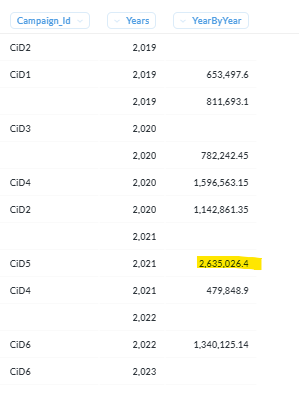 Campaign_Id Years YearByYear
CiD2 2,019
CiD1 2,019 653,497.6
2,019 811,693.1
CiD3 2,020
2,020 782,242.45
CiD4 2,020 1,596,563.15
CiD2 2,020 1,142,861.35
2,021
CiD5 2,021 2,635,026.4
CiD4 2,021 479,848.9
2,022
CiD6 2,022 1,340,125.14
CiD6 2,023